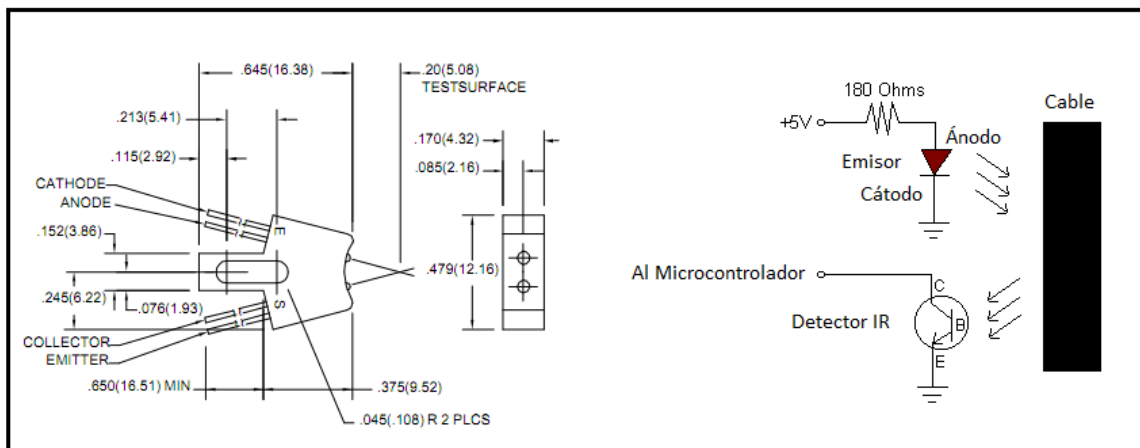 .645(16.38)
.20(5.08)
TESTSURFACE
.213(5.41)
.115(2.92)
CATHODE
ANODE
.152(3.86)
.245(6.22)
.076(1.93)
COLLECTOR
EMITTER
.650(16.51) MIN
.375(9.52)
.045(.108) R 2 PLCS
E
S
.170(4.32)
.085(2.16)
.479(12.16)
180 Ohms
+5V
Ánodo
Emisor
Cátodo
Cable
Al Microcontrolador
C
Detector IR
B
E